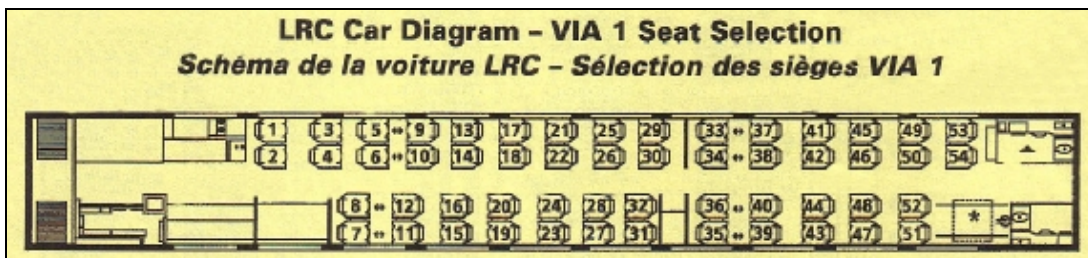 LRC Car Diagram – VIA 1 Seat Selection
Schéma de la voiture LRC – Sélection des sièges VIA 1
1 3 5 ↔ 9 13 17 21 25 29 33 ↔ 37 41 45 49 53
2 4 6 ↔ 10 14 18 22 26 30 34 ↔ 38 42 46 50 54
8 ↔ 12 16 20 24 28 32 36 ↔ 40 44 48 52 *
7 ↔ 11 15 19 23 27 31 35 ↔ 39 43 47 51